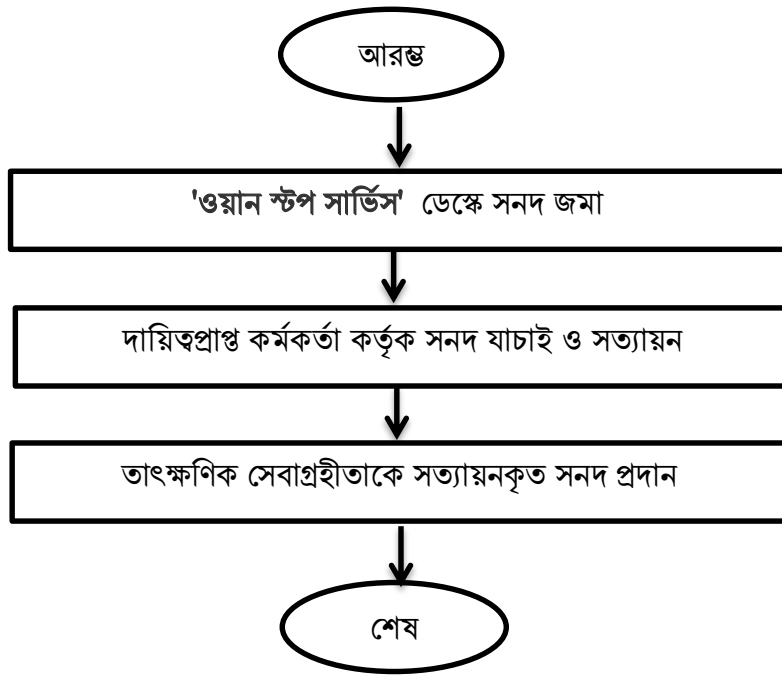 আরম্ভ
'ওয়ান স্টপ সার্ভিস' ডেস্কে সনদ জমা
দায়িত্বপ্রাপ্ত কর্মকর্তা কর্তৃক সনদ যাচাই ও সত্যায়ন
তাৎক্ষণিক সেবাগ্রহীতাকে সত্যায়নকৃত সনদ প্রদান
শেষ